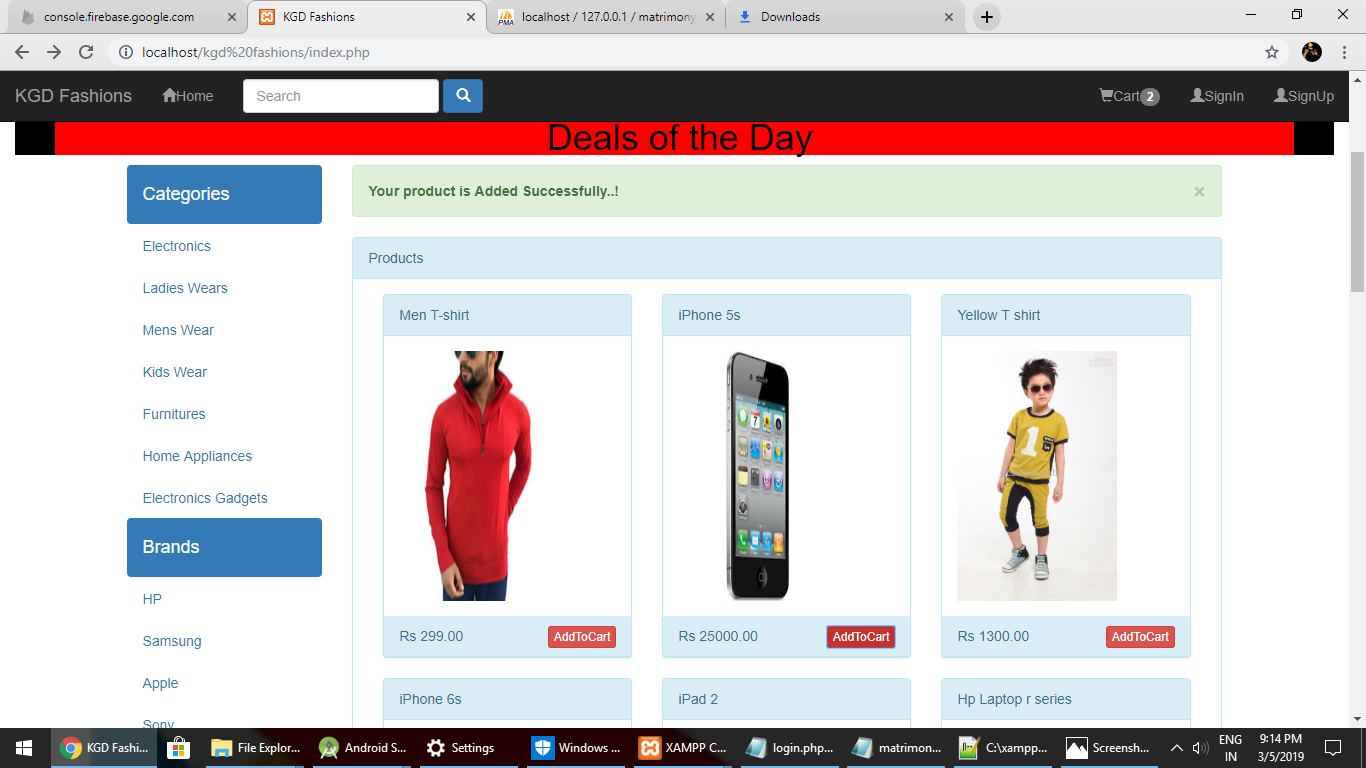 console.firebase.google.com
KGD Fashions
localhost / 127.0.0.1 / matrimony
Downloads
localhost/kgd%20fashions/index.php
KGD Fashions Home Search Cart 2 SignIn SignUp
Deals of the Day
Categories
Electronics
Ladies Wears
Mens Wear
Kids Wear
Furnitures
Home Appliances
Electronics Gadgets
Brands
HP
Samsung
Apple
Sony
Your product is Added Successfully..! ×
Products
Men T-shirt
Rs 299.00 AddToCart
iPhone 5s
Rs 25000.00 AddToCart
Yellow T shirt
1
Rs 1300.00 AddToCart
iPhone 6s
iPad 2
Hp Laptop r series
KGD Fashi...
File Explor...
Android S...
Settings
Windows ...
XAMPP C...
login.php...
matrimon...
C:\xampp...
Screensh...
ENG
IN
9:14 PM
3/5/2019